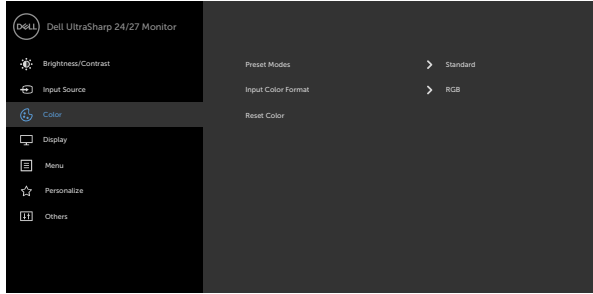 DELL Dell UltraSharp 24/27 Monitor
Brightness/Contrast
Input Source
Color
Display
Menu
Personalize
Others
Preset Modes Standard
Input Color Format RGB
Reset Color